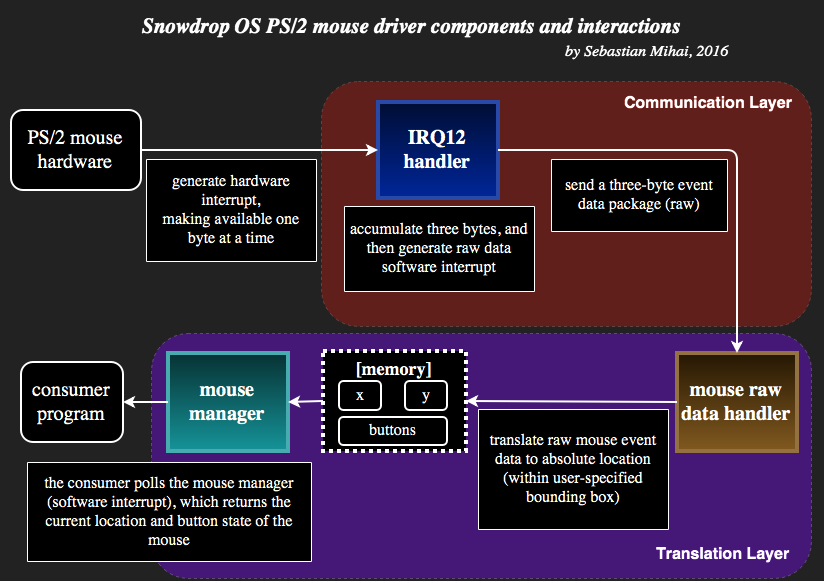 Snowdrop OS PS/2 mouse driver components and interactions
by Sebastian Mihai, 2016
Communication Layer
PS/2 mouse
hardware
IRQ12
handler
generate hardware
interrupt,
making available one
byte at a time
send a three-byte event
data package (raw)
accumulate three bytes, and
then generate raw data
software interrupt
consumer
program
mouse
manager
[memory]
x
y
buttons
mouse raw
data handler
translate raw mouse event
data to absolute location
(within user-specified
bounding box)
the consumer polls the mouse manager
(software interrupt), which returns the
current location and button state of the
mouse
Translation Layer